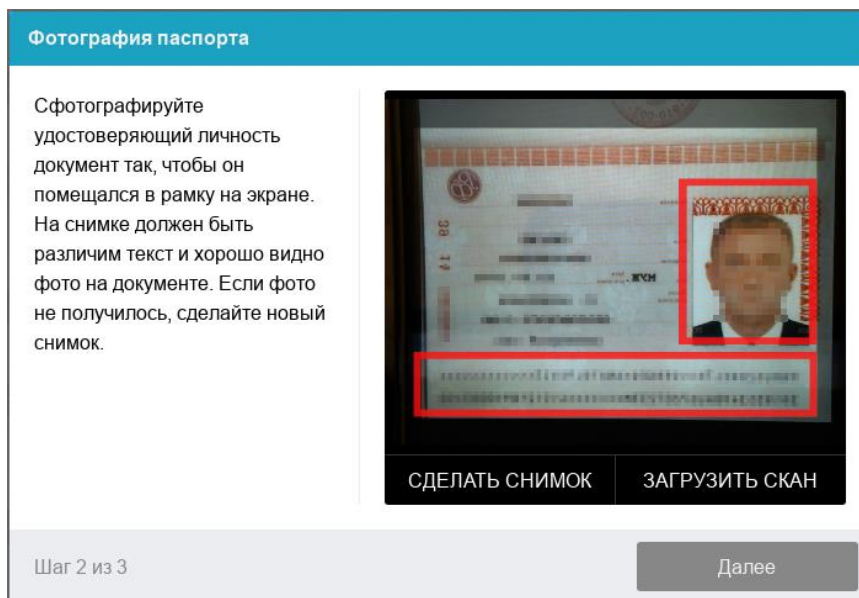 Фотография паспорта
Сфотографируйте
удостоверяющий личность
документ так, чтобы он
помещался в рамку на экране.
На снимке должен быть
различим текст и хорошо видно
фото на документе. Если фото
не получилось, сделайте новый
снимок.
СДЕЛАТЬ СНИМОК
ЗАГРУЗИТЬ СКАН
Шаг 2 из 3
Далее